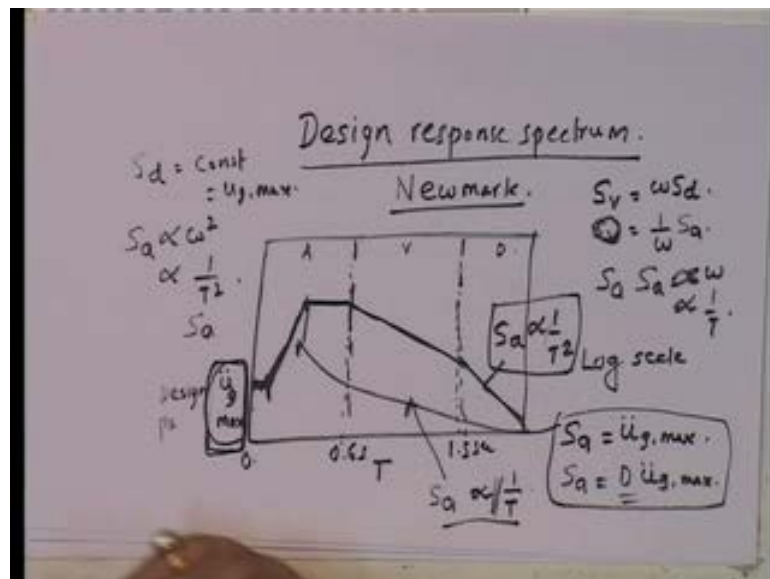 Design response spectrum.
Newmark.
Sd = Const
= ug,max.
Sa ∝ ω²
∝ 1/T².
Sa
Sv = ωSd.
= 1/ω Sa.
Sa Sa ∝ ω
∝ 1/T.
A V D
Sa ∝ 1/T²
Log scale
Design
üg max
0. 0.6s T
Sa ∝ 1/T
Sa = üg,max.
Sa = D üg,max.